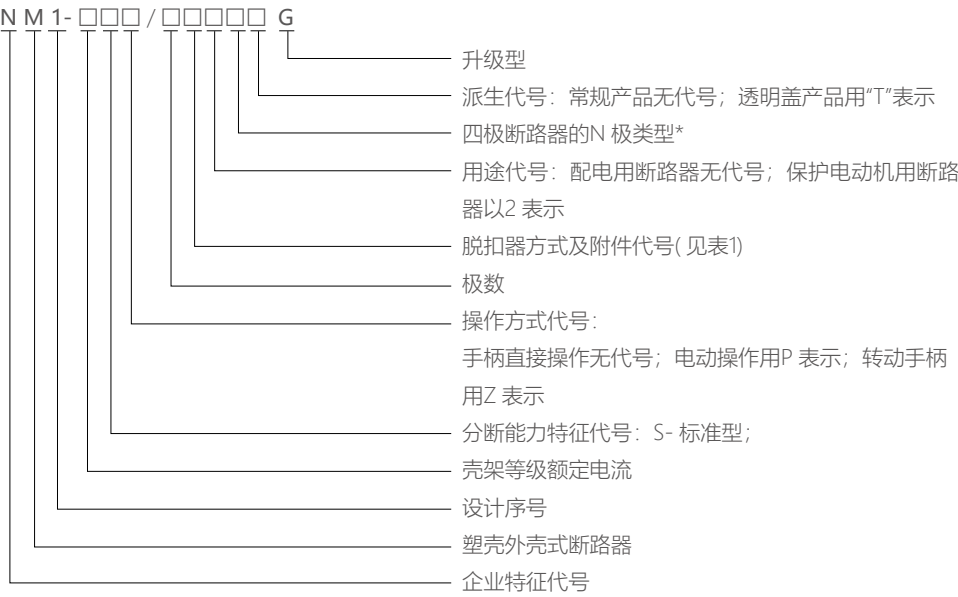 N M 1- □□□ / □□□□□ G
升级型
派生代号：常规产品无代号；透明盖产品用“T”表示
四极断路器的N 极类型*
用途代号：配电用断路器无代号；保护电动机用断路
器以2 表示
脱扣器方式及附件代号( 见表1)
极数
操作方式代号：
手柄直接操作无代号；电动操作用P 表示；转动手柄
用Z 表示
分断能力特征代号：S- 标准型；
壳架等级额定电流
设计序号
塑壳外壳式断路器
企业特征代号